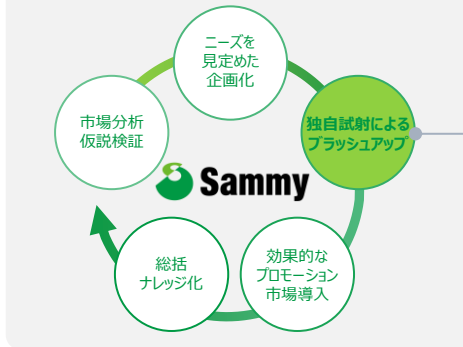 ニーズを
見定めた
企画化
市場分析
仮説検証
独自試射による
ブラッシュアップ
Sammy
総括
ナレッジ化
効果的な
プロモーション
市場導入